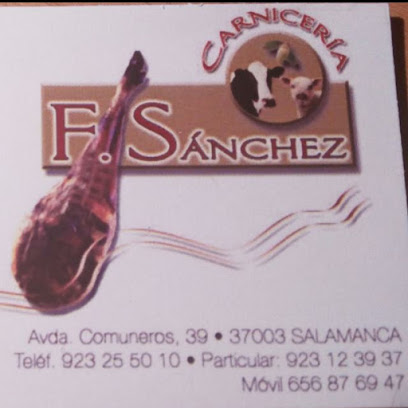 CARNICERÍA
F. SÁNCHEZ
Avda. Comuneros, 39 • 37003 SALAMANCA
Teléf. 923 25 50 10 • Particular: 923 12 39 37
Móvil 656 87 69 47